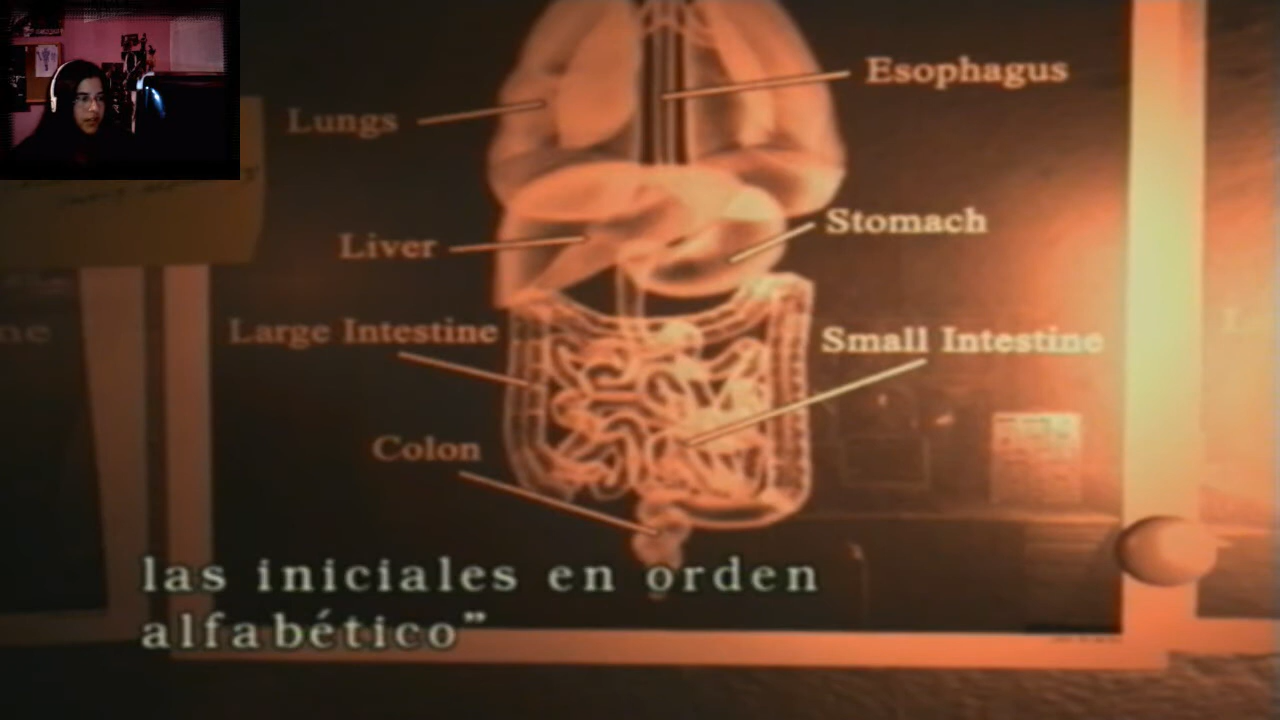 Esophagus
Lungs
Stomach
Liver
Large Intestine
Small Intestine
Colon
las iniciales en orden
alfabético”